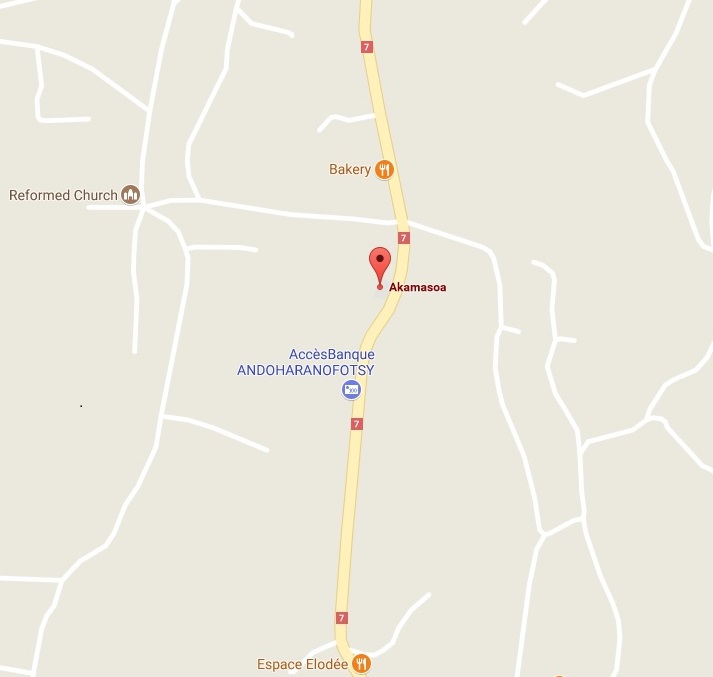 7
Bakery
Reformed Church
7
Akamasoa
AccèsBanque
ANDOHARANOFOTSY
7
7
Espace Elodée